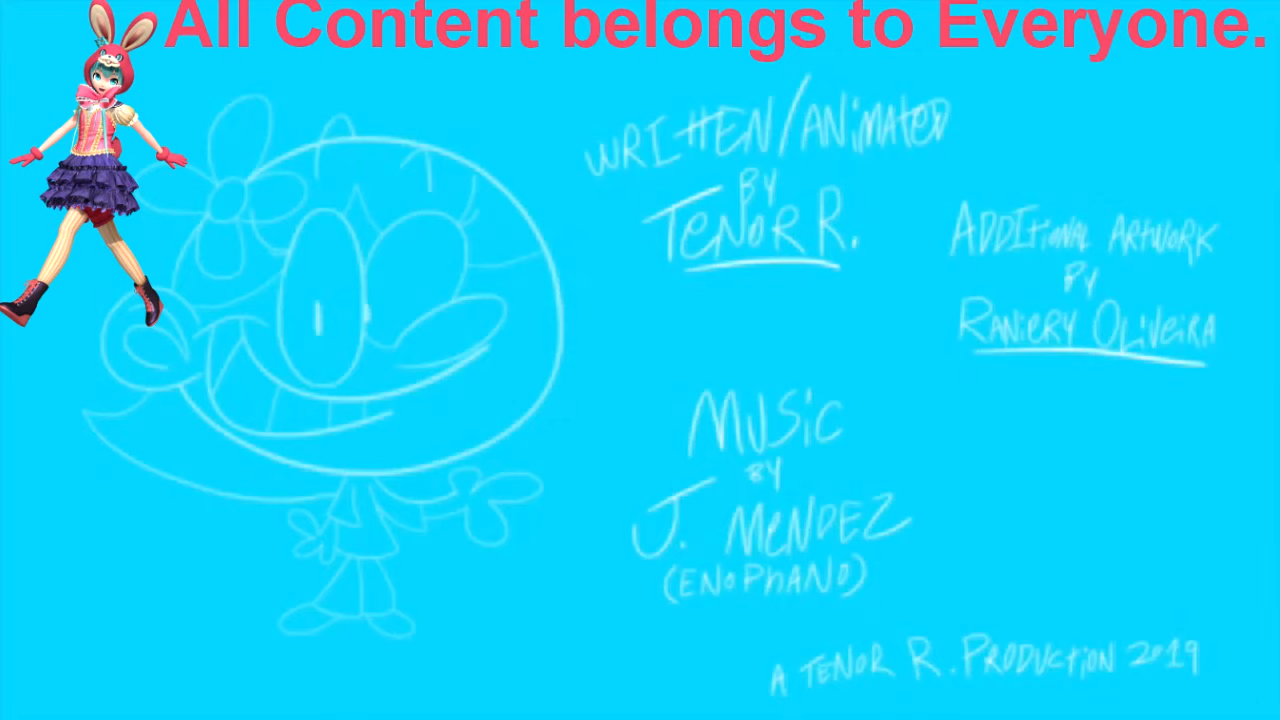 All Content belongs to Everyone.
WRITTEN/ANiMATED
BY
TENOR R.
ADDITIONAL ARTWORK
BY
RANIERY OLIVEIRA
MUSIC
BY
J. MENDEZ
(ENOPHANO)
A TENOR R. PRODUCTION 2019